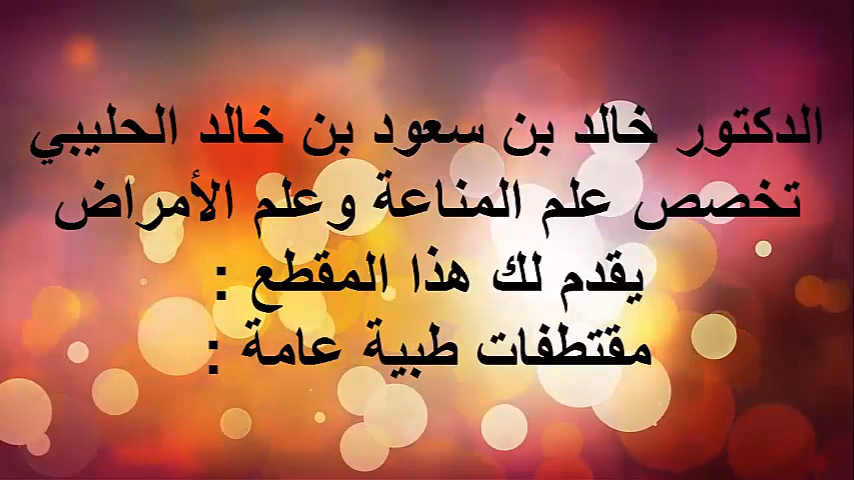 الدكتور خالد بن سعود بن خالد الحليبي
تخصص علم المناعة وعلم الأمراض
يقدم لك هذا المقطع :
مقتطفات طبية عامة :